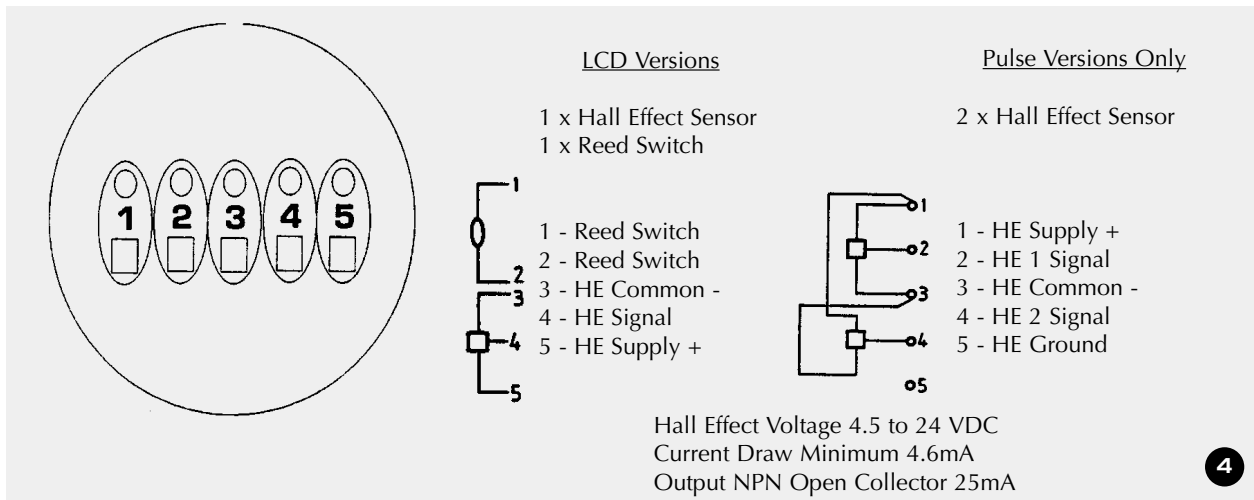 1 2 3 4 5
LCD Versions
1 x Hall Effect Sensor
1 x Reed Switch
1
2
3
4
5
1 - Reed Switch
2 - Reed Switch
3 - HE Common -
4 - HE Signal
5 - HE Supply +
Pulse Versions Only
2 x Hall Effect Sensor
1
2
3
4
5
1 - HE Supply +
2 - HE 1 Signal
3 - HE Common -
4 - HE 2 Signal
5 - HE Ground
Hall Effect Voltage 4.5 to 24 VDC
Current Draw Minimum 4.6mA
Output NPN Open Collector 25mA
4